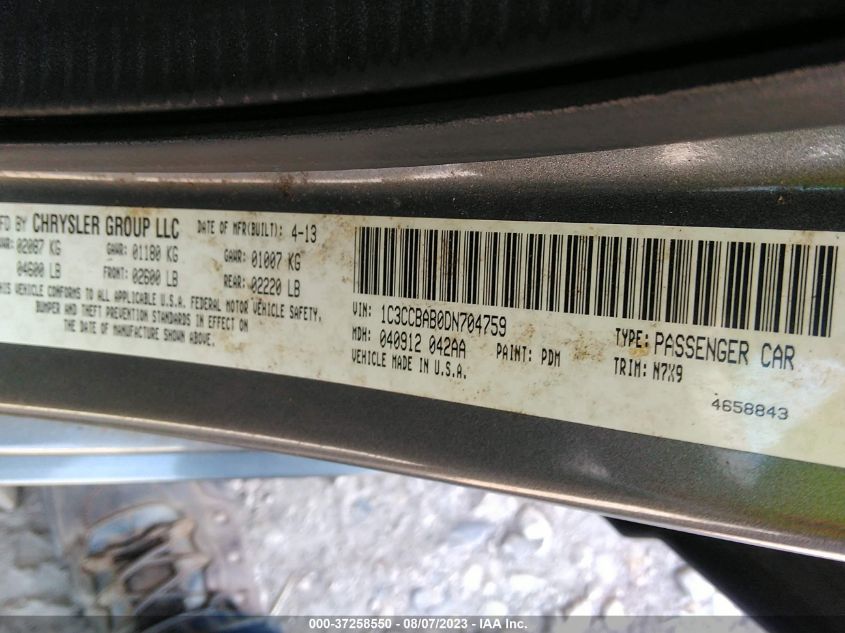 MFD BY CHRYSLER GROUP LLC DATE OF MFR(BUILT): 4-13
02087 KG GAWR: 01180 KG GAWR: 01007 KG
04600 LB FRONT: 02600 LB REAR: 02220 LB
THIS VEHICLE CONFORMS TO ALL APPLICABLE U.S.A. FEDERAL MOTOR VEHICLE SAFETY,
BUMPER AND THEFT PREVENTION STANDARDS IN EFFECT ON
THE DATE OF MANUFACTURE SHOWN ABOVE.
VIN: 1C3CCBAB0DN704759 TYPE: PASSENGER CAR
MDH: 040912 042AA PAINT: PDM TRIM: N7X9
VEHICLE MADE IN U.S.A. 4658843
000-37258550 - 08/07/2023 - IAA Inc.